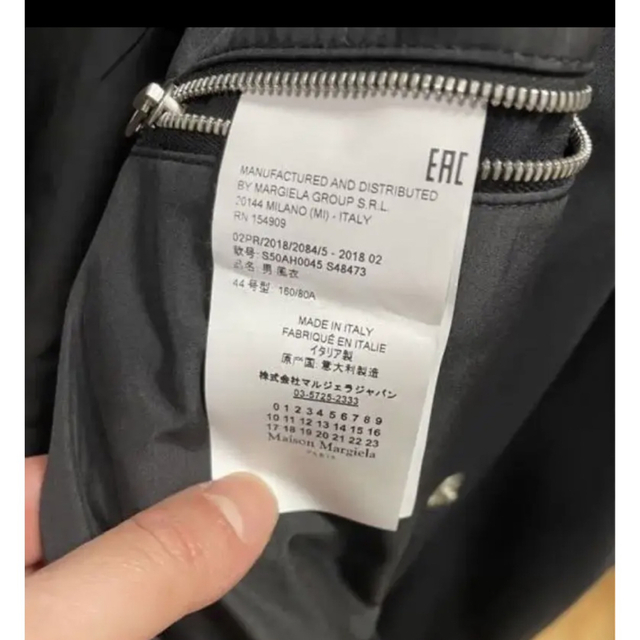 EAC
MANUFACTURED AND DISTRIBUTED
BY MARGIELA GROUP S.R.L.
20144 MILANO (MI) - ITALY
RN 154909
02PR/2018/2084/5 - 2018 02
款号: S50AH0045 S48473
品名: 男 風衣
44 号型: 160/80A
MADE IN ITALY
FABRIQUÉ EN ITALIE
イタリア製
原产国: 意大利製造
株式会社マルジェラジャパン
03-5725-2333
0 1 2 3 4 5 6 7 8 9
10 11 12 13 14 15 16
17 18 19 20 21 22 23
Maison Margiela
PARIS